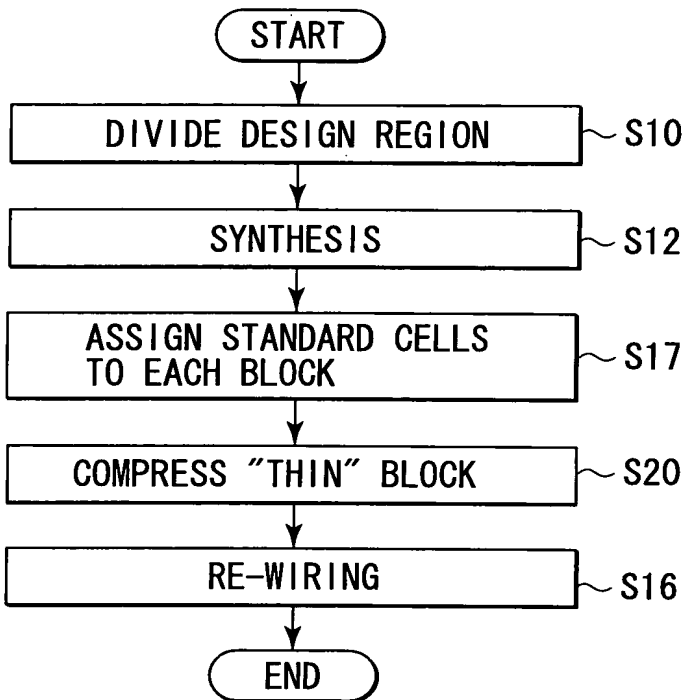 START
DIVIDE DESIGN REGION
S10
SYNTHESIS
S12
ASSIGN STANDARD CELLS
TO EACH BLOCK
S17
COMPRESS "THIN" BLOCK
S20
RE-WIRING
S16
END